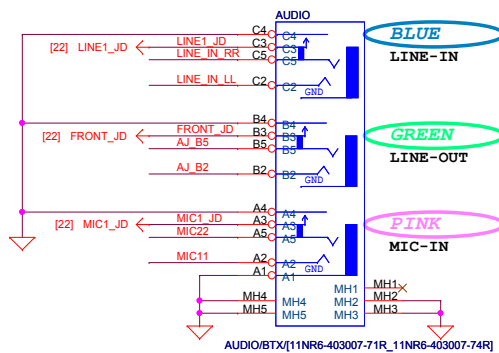 AUDIO
C4 C4
[22] LINE1_JD LINE1_JD C3 C3
LINE_IN_RR C5 C5
LINE_IN_LL C2 C2
GND
BLUE
LINE-IN
B4 B4
[22] FRONT_JD FRONT_JD B3 B3
AJ_B5 B5 B5
AJ_B2 B2 B2
GND
GREEN
LINE-OUT
A4 A4
[22] MIC1_JD MIC1_JD A3 A3
MIC22 A5 A5
MIC11 A2 A2
GND
A1 A1
PINK
MIC-IN
MH1 MH1
MH4 MH4 MH2 MH2
MH5 MH5 MH3 MH3
AUDIO/BTX/[11NR6-403007-71R_11NR6-403007-74R]